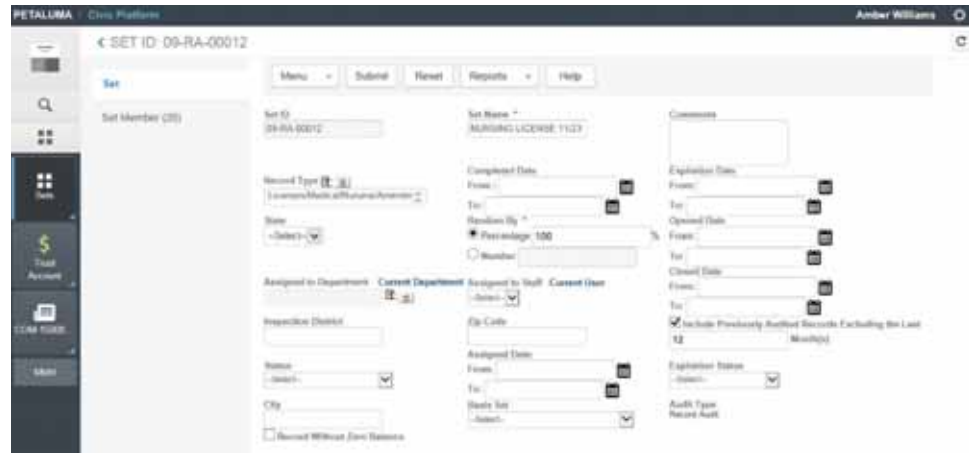 PETALUMA Civic Platform Amber Williams
SET ID: 09-RA-00012
Set
Set Member (20)
Menu Submit Reset Reports Help
Set ID
09-RA-00012
Set Name *
NURSING LICENSE 11/23
Comments
Record Type
Completed Date
From:
To:
Expiration Date
From:
To:
State
--Select--
Random By *
Percentage 100 %
Number
Opened Date
From:
To:
Assigned to Department Current Department
Assigned to Staff Current User
--Select--
Closed Date
From:
To:
Inspection District
Zip Code
Include Previously Audited Records Excluding the Last
12 Month(s)
Status
--Select--
Assigned Date
From:
To:
Expiration Status
--Select--
City
--Select--
Audit Type
Record Audit
Record Without Zero Balance
Sets
Trust
Account
More